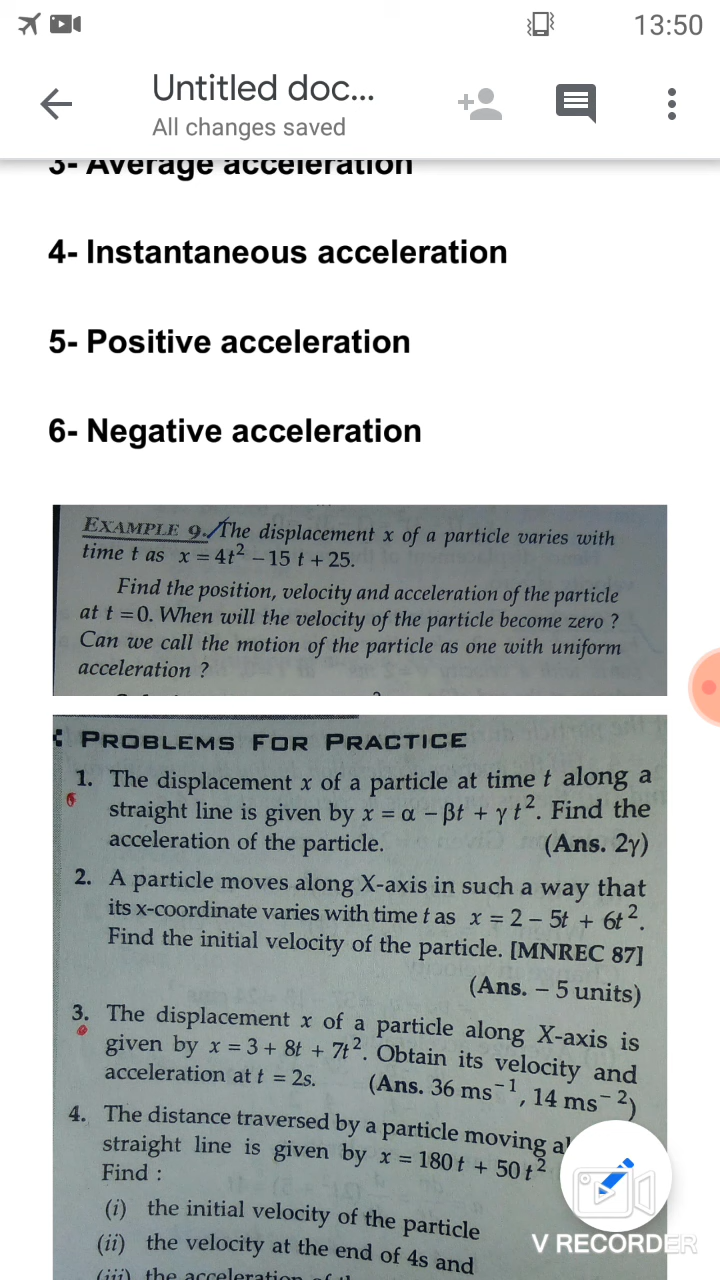 13:50
Untitled doc...
All changes saved
3- Average acceleration
4- Instantaneous acceleration
5- Positive acceleration
6- Negative acceleration
EXAMPLE 9. The displacement x of a particle varies with
time t as x = 4t² – 15 t + 25.
Find the position, velocity and acceleration of the particle
at t = 0. When will the velocity of the particle become zero ?
Can we call the motion of the particle as one with uniform
acceleration ?
PROBLEMS FOR PRACTICE
1. The displacement x of a particle at time t along a
straight line is given by x = α – βt + γ t². Find the
acceleration of the particle. (Ans. 2γ)
2. A particle moves along X-axis in such a way that
its x-coordinate varies with time t as x = 2 – 5t + 6t².
Find the initial velocity of the particle. [MNREC 87]
(Ans. – 5 units)
3. The displacement x of a particle along X-axis is
given by x = 3 + 8t + 7t². Obtain its velocity and
acceleration at t = 2s. (Ans. 36 ms⁻¹, 14 ms⁻²)
4. The distance traversed by a particle moving
straight line is given by x = 180 t + 50 t²
Find :
(i) the initial velocity of the particle
(ii) the velocity at the end of 4s and
(iii) the acceleration
V RECORDER